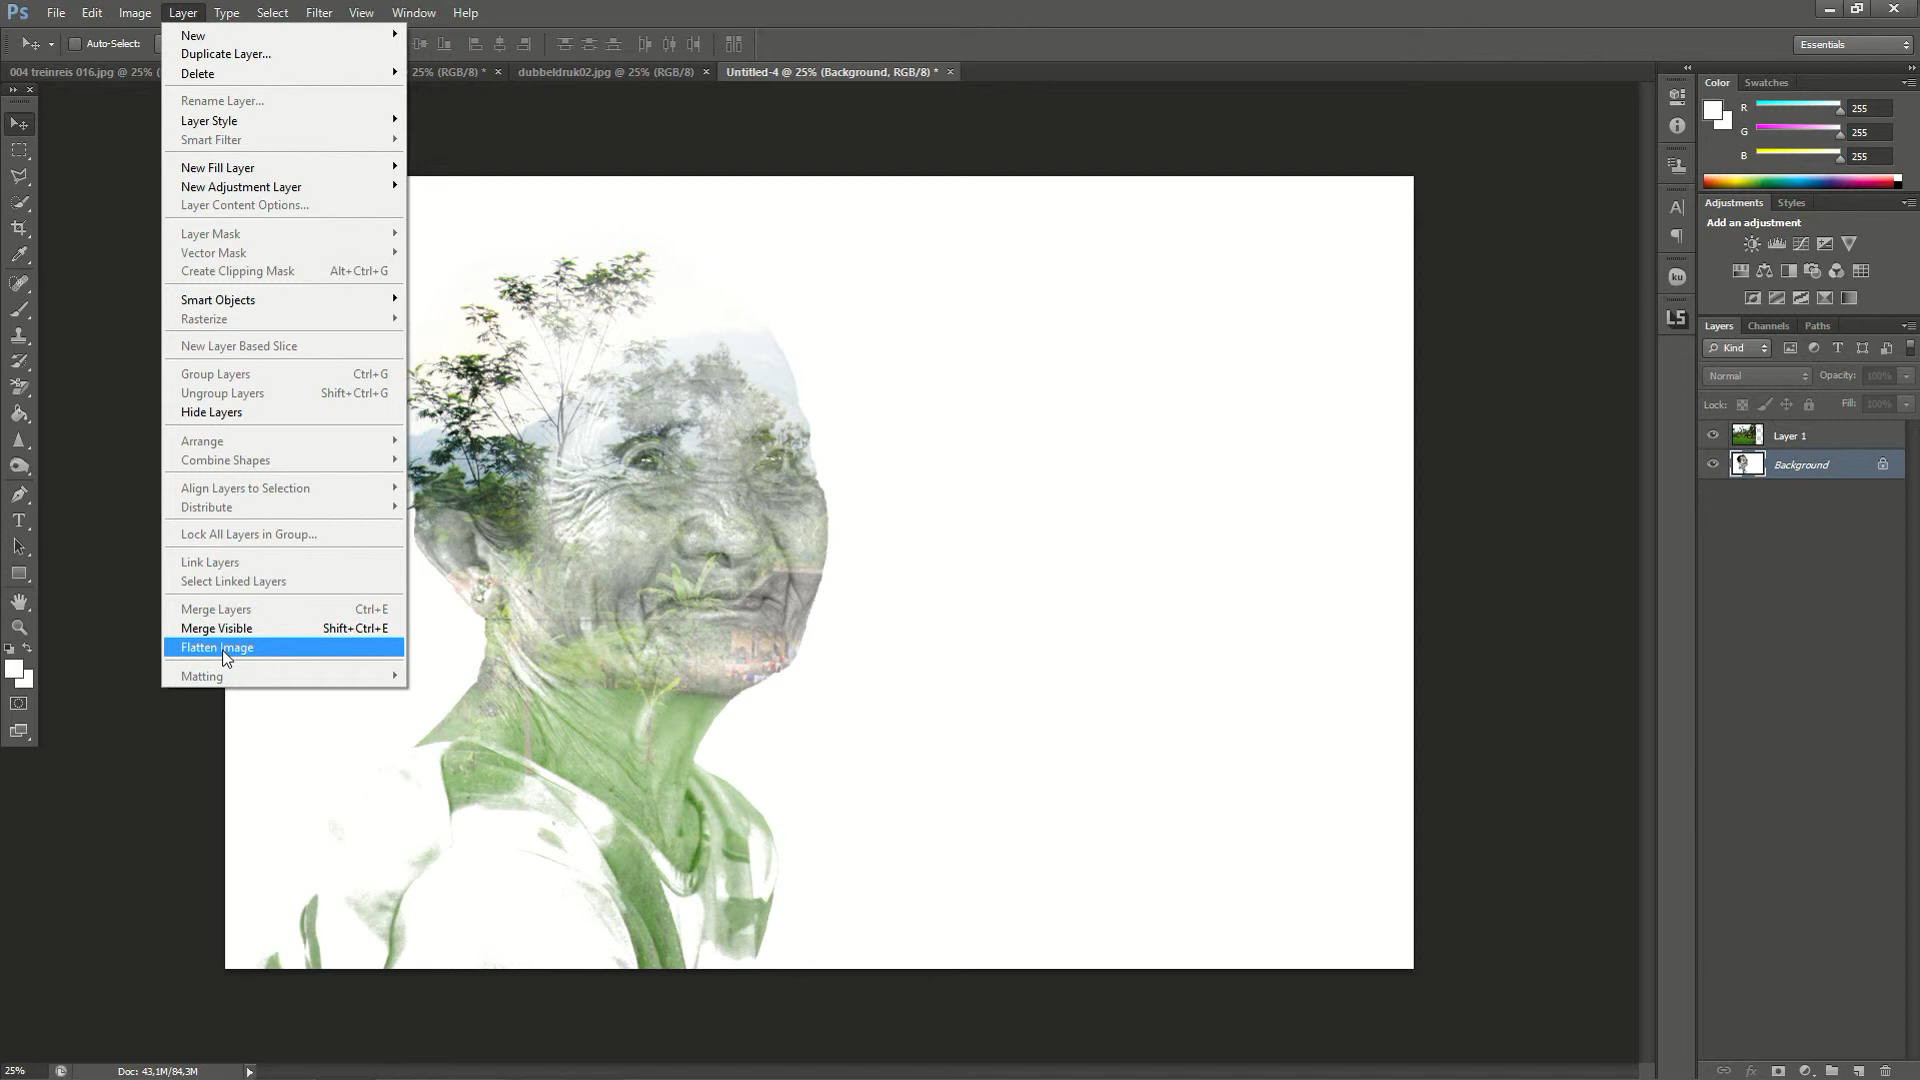 Ps File Edit Image Layer Type Select Filter View Window Help
Auto-Select:
Essentials
004 treinreis 016.jpg @ 25% ( 25% (RGB/8) * × dubbeldruk02.jpg @ 25% (RGB/8) × Untitled-4 @ 25% (Background, RGB/8) * ×
New
Duplicate Layer...
Delete
Rename Layer...
Layer Style
Smart Filter
New Fill Layer
New Adjustment Layer
Layer Content Options...
Layer Mask
Vector Mask
Create Clipping Mask Alt+Ctrl+G
Smart Objects
Rasterize
New Layer Based Slice
Group Layers Ctrl+G
Ungroup Layers Shift+Ctrl+G
Hide Layers
Arrange
Combine Shapes
Align Layers to Selection
Distribute
Lock All Layers in Group...
Link Layers
Select Linked Layers
Merge Layers Ctrl+E
Merge Visible Shift+Ctrl+E
Flatten Image
Matting
Color Swatches
R 255
G 255
B 255
Adjustments Styles
Add an adjustment
ku
LS
Layers Channels Paths
Kind
Normal Opacity: 100%
Lock: Fill: 100%
Layer 1
Background
25% Doc: 43,1M/84,3M